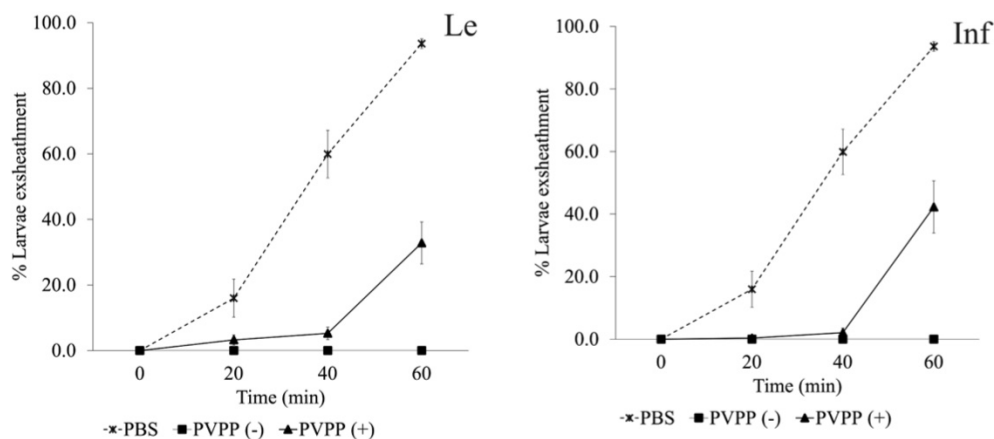 Le
% Larvae exsheathment
100.0
80.0
60.0
40.0
20.0
0.0
0 20 40 60
Time (min)
PBS PVPP (-) PVPP (+)
Inf
% Larvae exsheathment
100.0
80.0
60.0
40.0
20.0
0.0
0 20 40 60
Time (min)
PBS PVPP (-) PVPP (+)